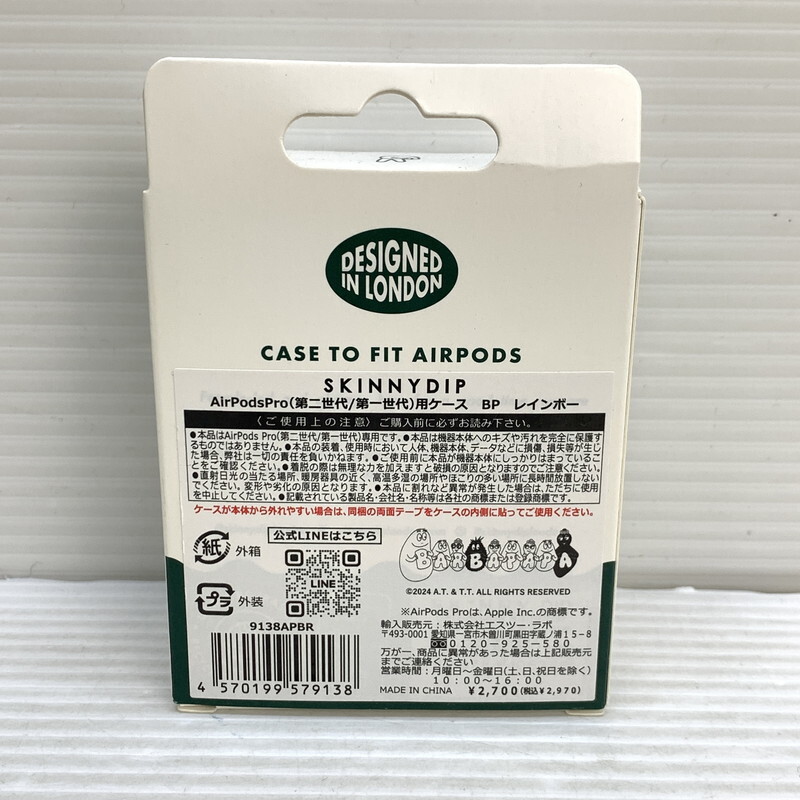 DESIGNED
IN LONDON
CASE TO FIT AIRPODS
SKINNYDIP
AirPodsPro(第二世代/第一世代)用ケース BP レインボー
〈ご使用上の注意〉ご購入前に必ずお読み下さい。
●本品はAirPods Pro(第二世代/第一世代)専用です。●本品は機器本体へのキズや汚れを完全に保護す
るものではありません。●本品の装着、使用時において人体、機器本体、データなどに損傷、損失等が生じ
た場合、弊社は一切の責任を負いかねます。●ご使用前に本品が機器本体にしっかりはまっているこ
とをご確認ください。●着脱の際は無理な力を加えますと破損の原因となりますのでご注意ください。
●直射日光の当たる場所、暖房器具の近く、高温多湿の場所やほこりの多い場所に長時間放置しない
でください。変形や劣化の原因となります。●本品に割れなど異常が発生した場合は、ただちに使用
を中止してください。●記載されている製品名・会社名・名称等は各社の商標または登録商標です。
ケースが本体から外れやすい場合は、同梱の両面テープをケースの内側に貼ってご使用ください。
紙 外箱
公式LINEはこちら
LINE
BARBAPAPA
プラ 外装
©2024 A.T. & T.T. ALL RIGHTS RESERVED
9138APBR
※AirPods Proは、Apple Inc.の商標です。
輸入販売元:株式会社エスツー・ラボ
〒493-0001 愛知県一宮市木曽川町黒田字蔵ノ浦15-8
0120-925-580
万が一、商品に異常があった場合は上記販売元
までご連絡ください
営業時間:月曜日~金曜日(土、日、祝日を除く)
10:00~16:00
4 570199 579138
MADE IN CHINA ¥2,700(税込¥2,970)